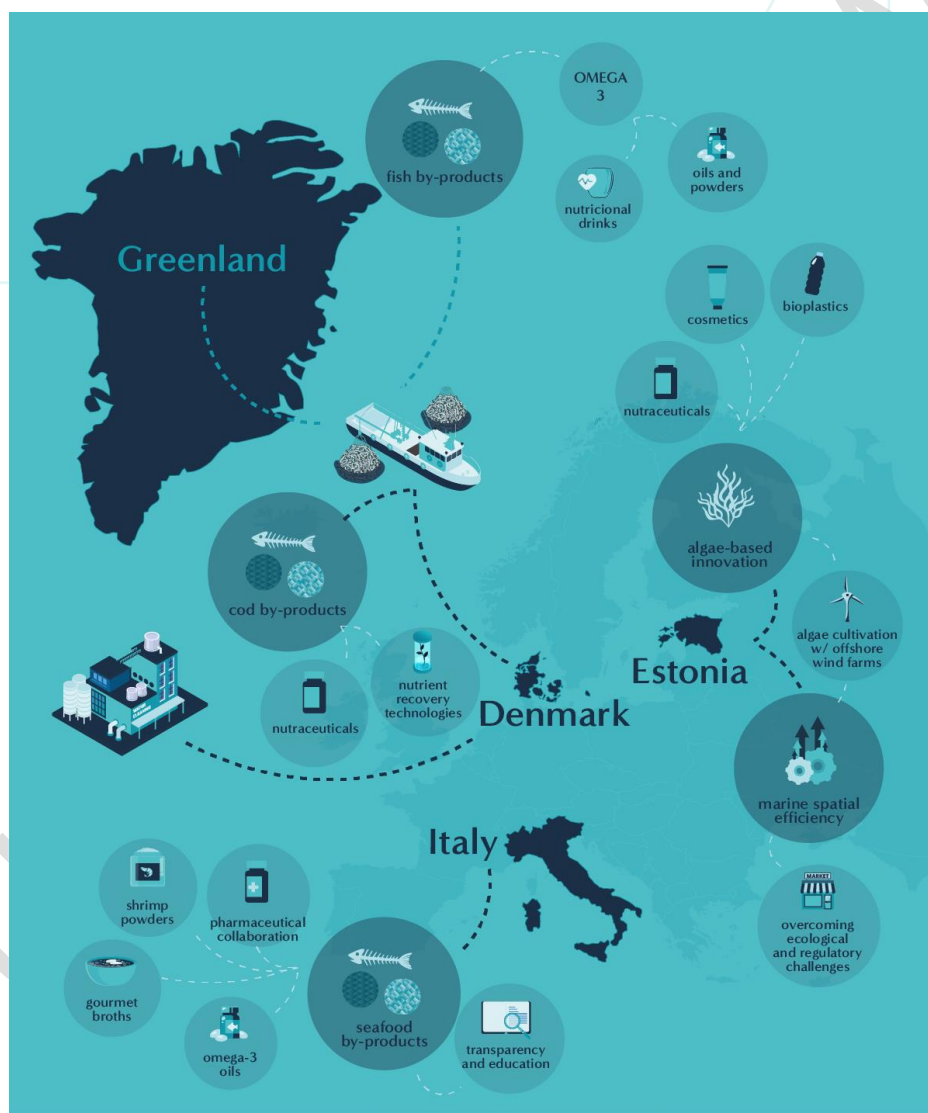 OMEGA
3
fish by-products
oils and
powders
nutricional
drinks
Greenland
cosmetics
bioplastics
nutraceuticals
algae-based
innovation
cod by-products
algae cultivation
w/ offshore
wind farms
Estonia
nutrient
recovery
technologies
nutraceuticals
Denmark
marine spatial
efficiency
Italy
MARKET
shrimp
powders
pharmaceutical
collaboration
overcoming
ecological
and regulatory
challenges
gourmet
broths
seafood
by-products
omega-3
oils
transparency
and education